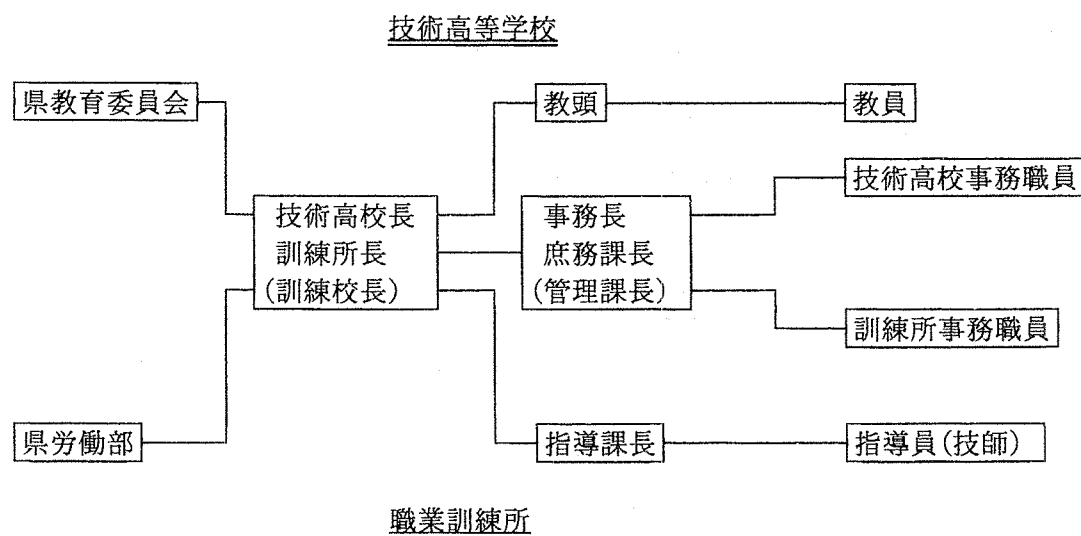 技術高等学校
県教育委員会
教頭
教員
技術高校事務職員
技術高校長
訓練所長
(訓練校長)
事務長
庶務課長
(管理課長)
訓練所事務職員
県労働部
指導課長
指導員(技師)
職業訓練所